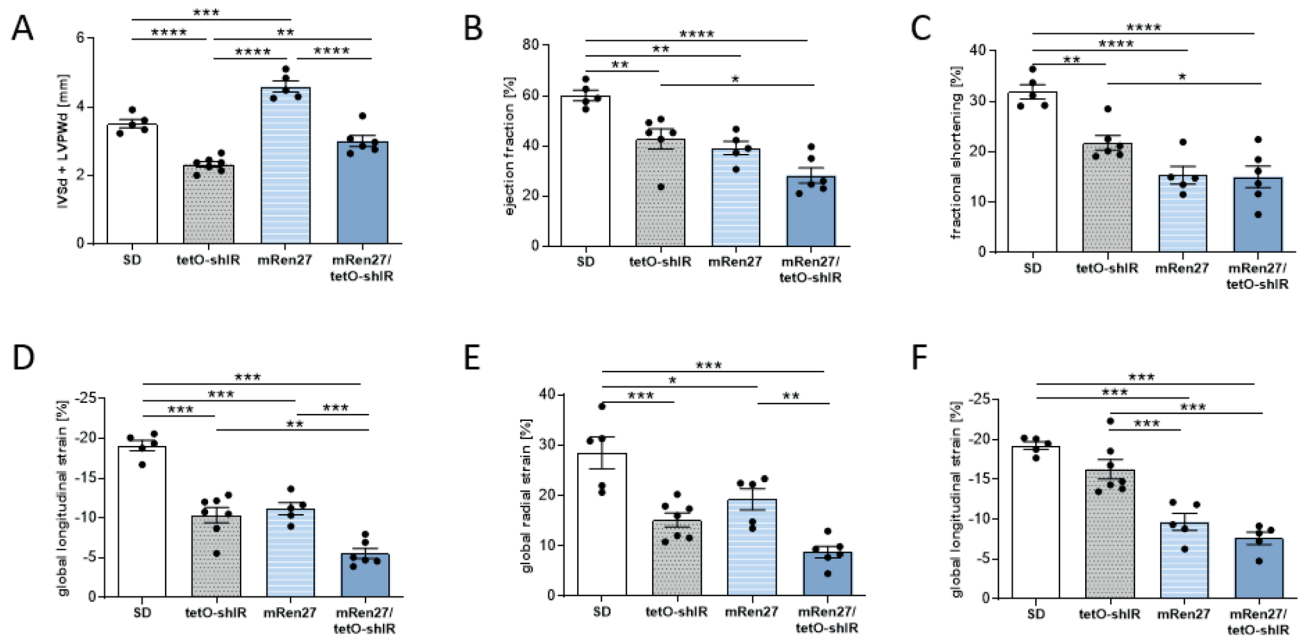 A
IVSd + LVPWd [mm]
6
4
2
0
***
****
**
****
****
SD
tetO-shIR
mRen27
mRen27/
tetO-shIR
B
ejection fraction [%]
80
60
40
20
0
****
**
**
*
SD
tetO-shIR
mRen27
mRen27/
tetO-shIR
C
fractional shortening [%]
40
30
20
10
0
****
****
**
*
SD
tetO-shIR
mRen27
mRen27/
tetO-shIR
D
global longitudinal strain [%]
-25
-20
-15
-10
-5
0
***
***
***
***
**
SD
tetO-shIR
mRen27
mRen27/
tetO-shIR
E
global radial strain [%]
40
30
20
10
0
***
*
***
**
SD
tetO-shIR
mRen27
mRen27/
tetO-shIR
F
global longitudinal strain [%]
-25
-20
-15
-10
-5
0
***
***
***
***
SD
tetO-shIR
mRen27
mRen27/
tetO-shIR